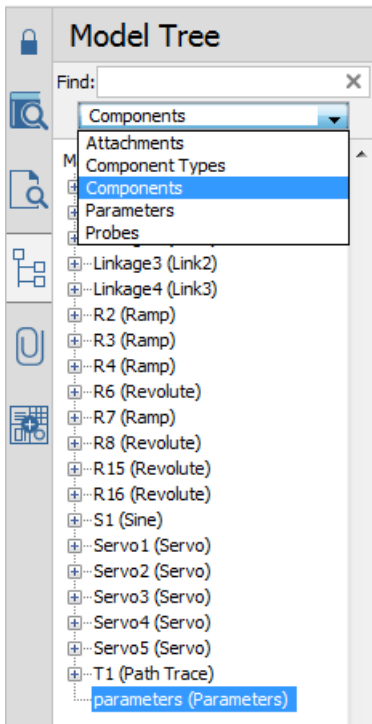 Model Tree
Find:
Components
Attachments
Component Types
Components
Parameters
Probes
Linkage3 (Link2)
Linkage4 (Link3)
R2 (Ramp)
R3 (Ramp)
R4 (Ramp)
R6 (Revolute)
R7 (Ramp)
R8 (Revolute)
R15 (Revolute)
R16 (Revolute)
S1 (Sine)
Servo1 (Servo)
Servo2 (Servo)
Servo3 (Servo)
Servo4 (Servo)
Servo5 (Servo)
T1 (Path Trace)
parameters (Parameters)